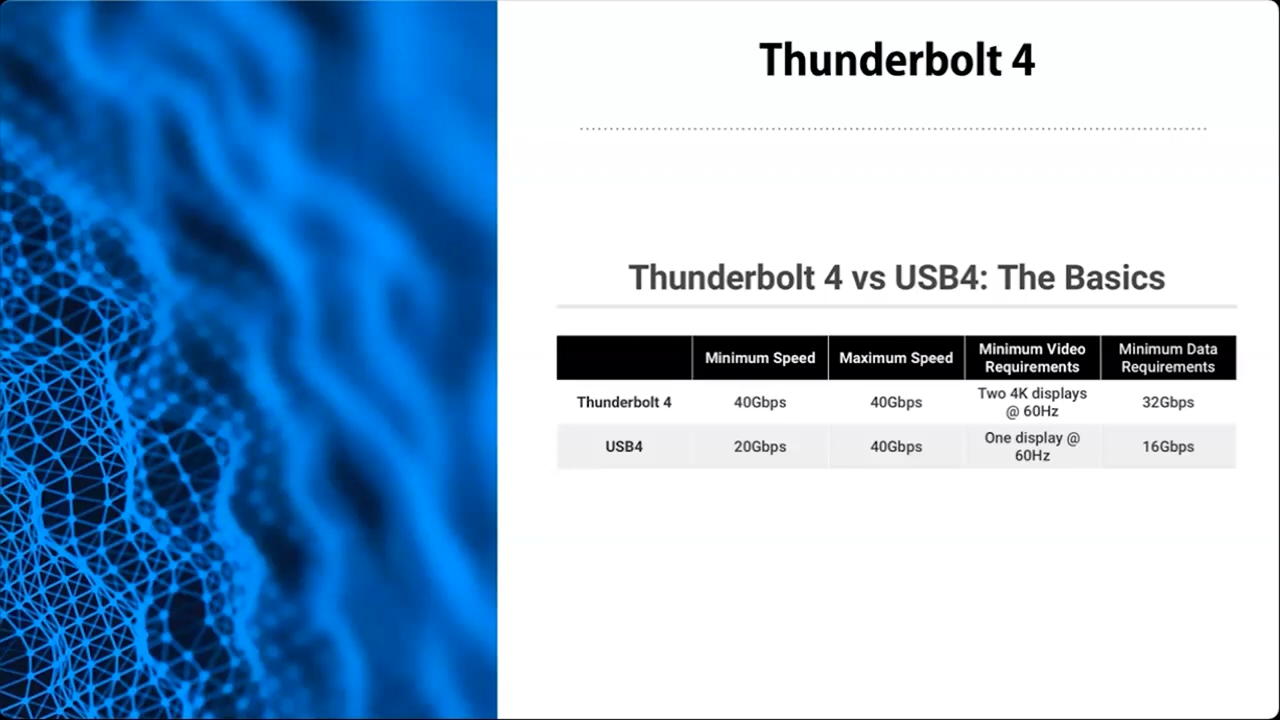 Thunderbolt 4
Thunderbolt 4 vs USB4: The Basics
Minimum Speed Maximum Speed Minimum Video Requirements Minimum Data Requirements
Thunderbolt 4 40Gbps 40Gbps Two 4K displays @ 60Hz 32Gbps
USB4 20Gbps 40Gbps One display @ 60Hz 16Gbps